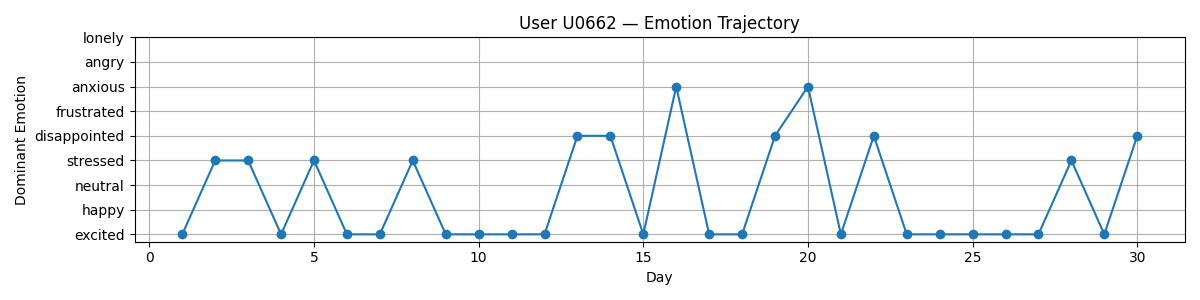 User U0662 — Emotion Trajectory
Dominant Emotion
lonely
angry
anxious
frustrated
disappointed
stressed
neutral
happy
excited
0 5 10 15 20 25 30
Day